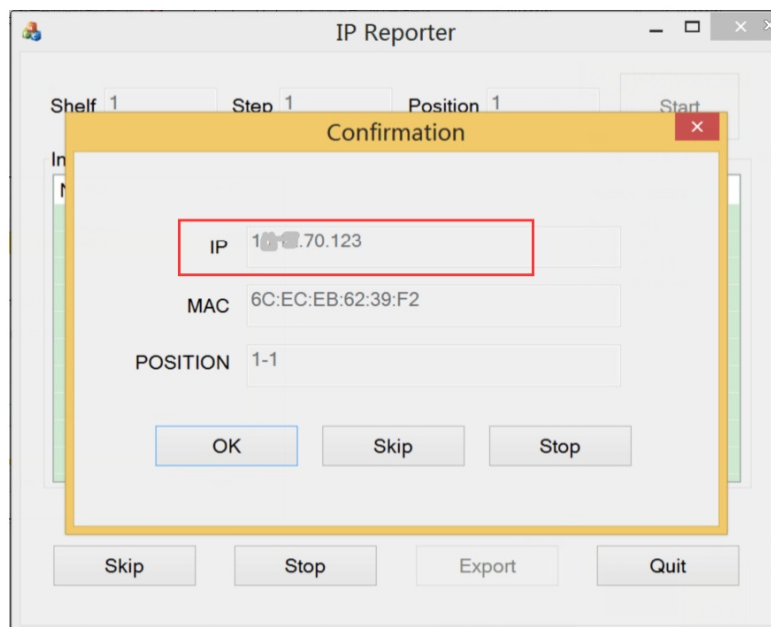 IP Reporter
Shelf 1 Step 1 Position 1 Start
Confirmation
In
IP .70.123
MAC 6C:EC:EB:62:39:F2
POSITION 1-1
OK Skip Stop
Skip Stop Export Quit